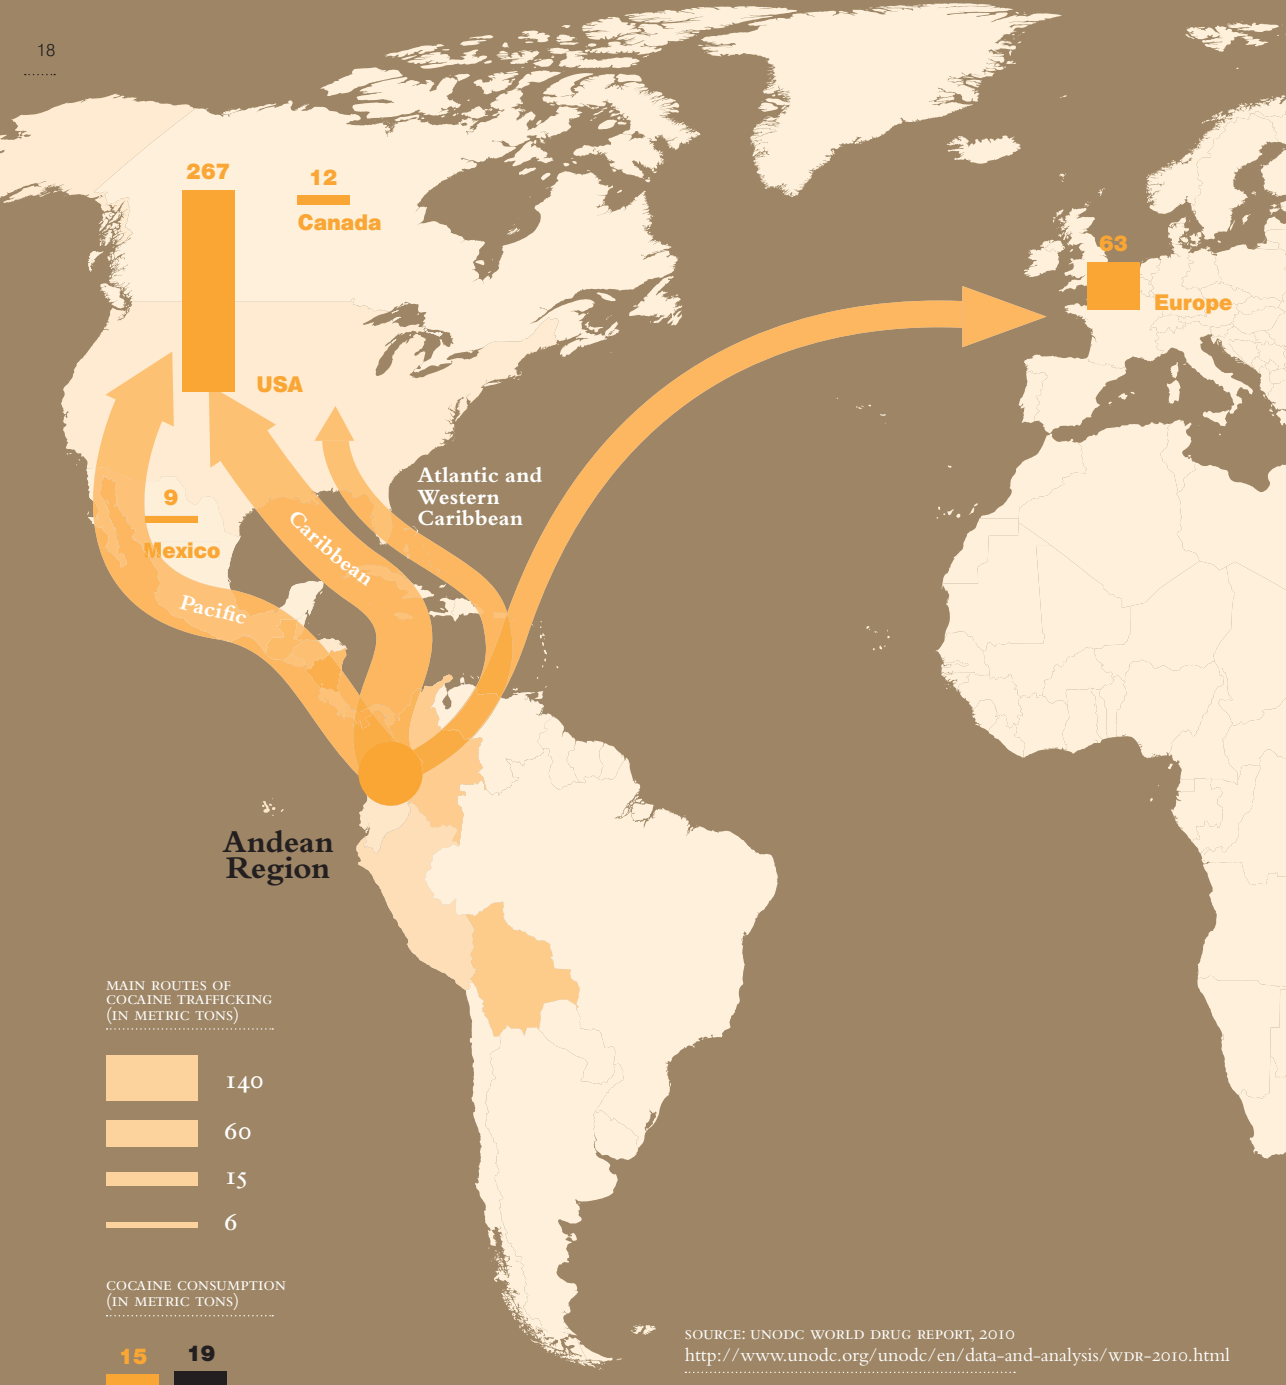 18
267
12
Canada
63
Europe
USA
Atlantic and
Western
Caribbean
9
Mexico
Caribbean
Pacific
Andean
Region
MAIN ROUTES OF
COCAINE TRAFFICKING
(IN METRIC TONS)
140
60
15
6
COCAINE CONSUMPTION
(IN METRIC TONS)
15
19
SOURCE: UNODC WORLD DRUG REPORT, 2010
http://www.unodc.org/unodc/en/data-and-analysis/WDR-2010.html